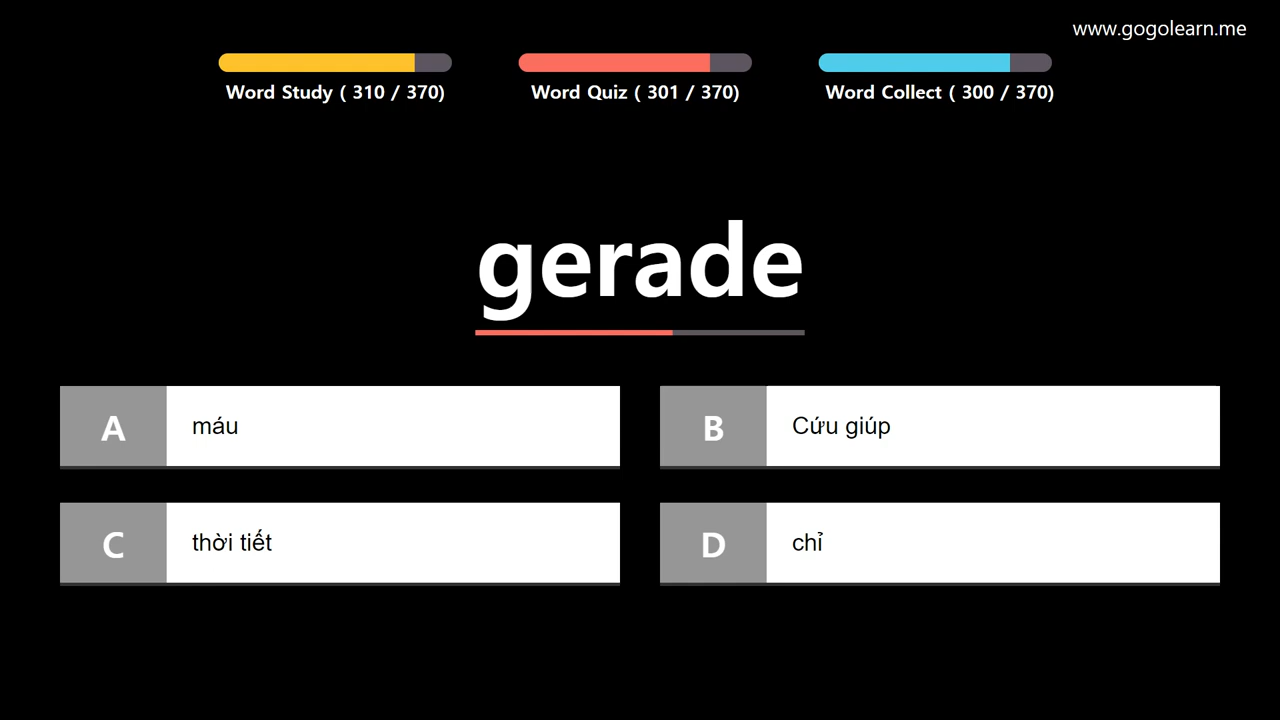 www.gogolearn.me
Word Study ( 310 / 370)
Word Quiz ( 301 / 370)
Word Collect ( 300 / 370)
gerade
A
máu
B
Cứu giúp
C
thời tiết
D
chỉ